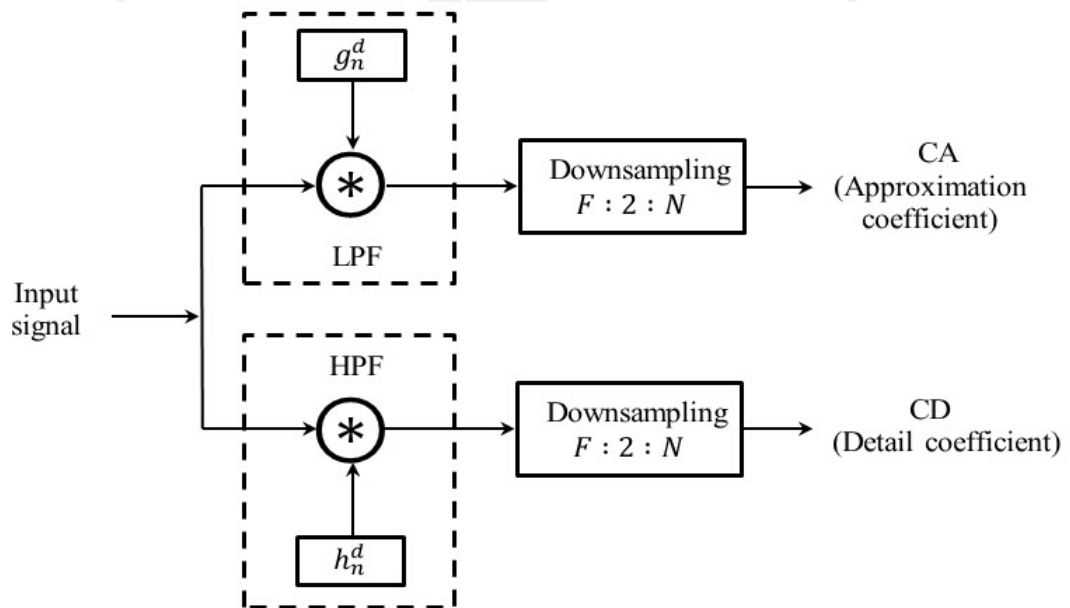 g_n^d
Downsampling
F : 2 : N
CA
(Approximation
coefficient)
*
LPF
Input
signal
HPF
*
Downsampling
F : 2 : N
CD
(Detail coefficient)
h_n^d